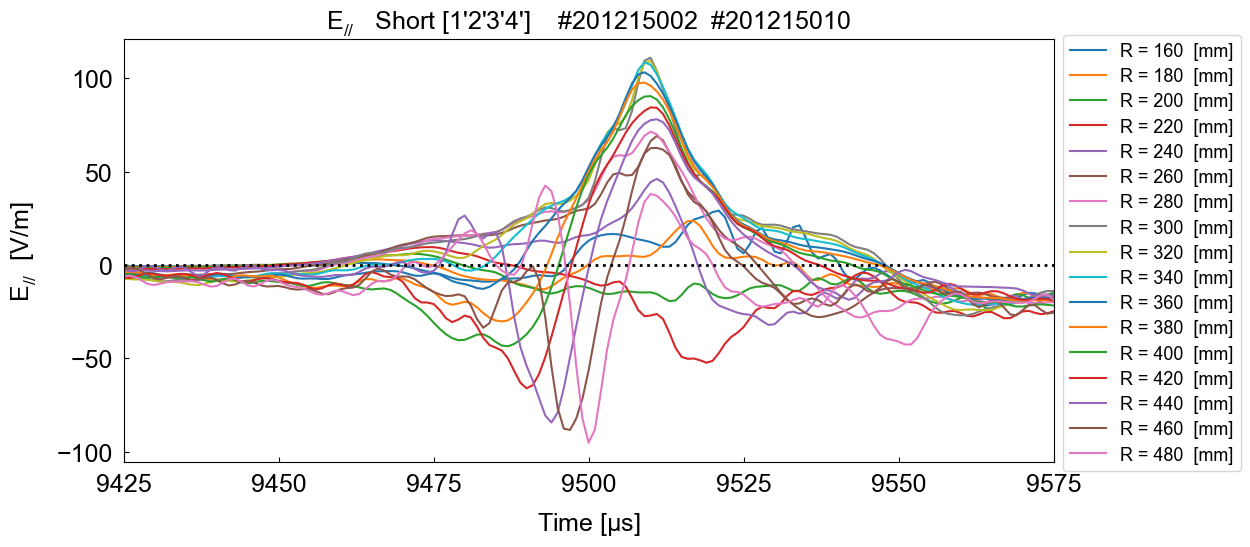 E// Short [1'2'3'4'] #201215002 #201215010
E// [V/m]
100
50
0
−50
−100
9425 9450 9475 9500 9525 9550 9575
Time [μs]
R = 160 [mm]
R = 180 [mm]
R = 200 [mm]
R = 220 [mm]
R = 240 [mm]
R = 260 [mm]
R = 280 [mm]
R = 300 [mm]
R = 320 [mm]
R = 340 [mm]
R = 360 [mm]
R = 380 [mm]
R = 400 [mm]
R = 420 [mm]
R = 440 [mm]
R = 460 [mm]
R = 480 [mm]